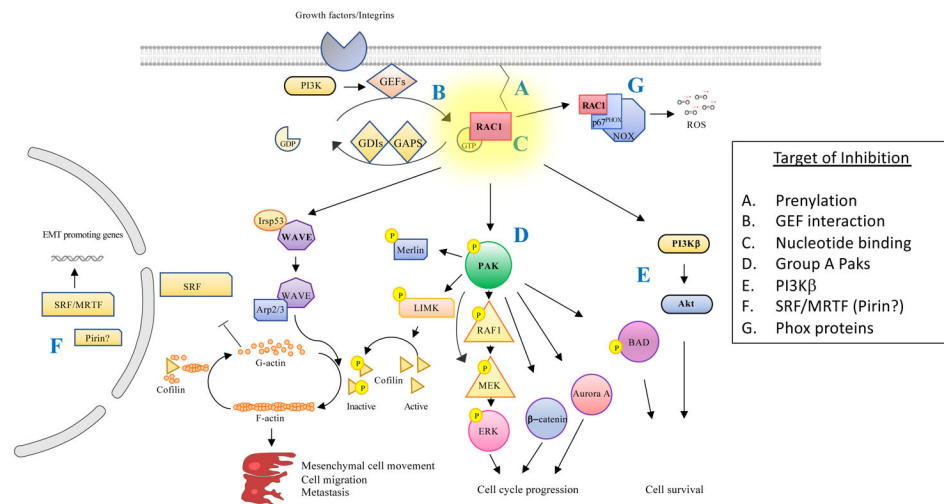 Growth factors/Integrins
PI3K
GEFs
B
A
G
RAC1
p67PHOX
NOX
ROS
GDP
GDIs
GAPS
GTP
RAC1
C
Target of Inhibition
A. Prenylation
B. GEF interaction
C. Nucleotide binding
D. Group A Paks
E. PI3Kβ
F. SRF/MRTF (Pirin?)
G. Phox proteins
Irsp53
WAVE
EMT promoting genes
P
Merlin
P
PAK
D
PI3Kβ
E
Akt
SRF
WAVE
Arp2/3
SRF/MRTF
F
Pirin?
P
LIMK
P
RAF1
P
BAD
G-actin
Cofilin
P
P
Cofilin
Inactive
Active
P
MEK
Aurora A
β-catenin
F-actin
P
ERK
Mesenchymal cell movement
Cell migration
Metastasis
Cell cycle progression
Cell survival